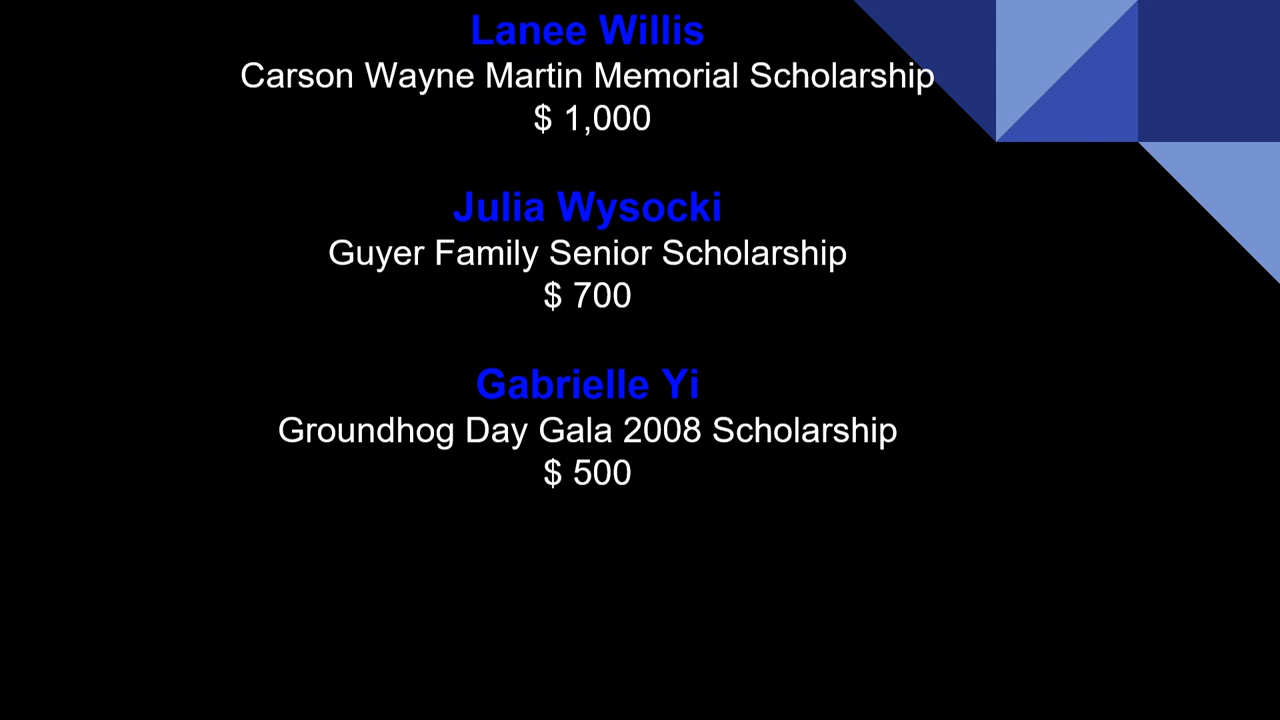 Lanee Willis
Carson Wayne Martin Memorial Scholarship
$ 1,000
Julia Wysocki
Guyer Family Senior Scholarship
$ 700
Gabrielle Yi
Groundhog Day Gala 2008 Scholarship
$ 500